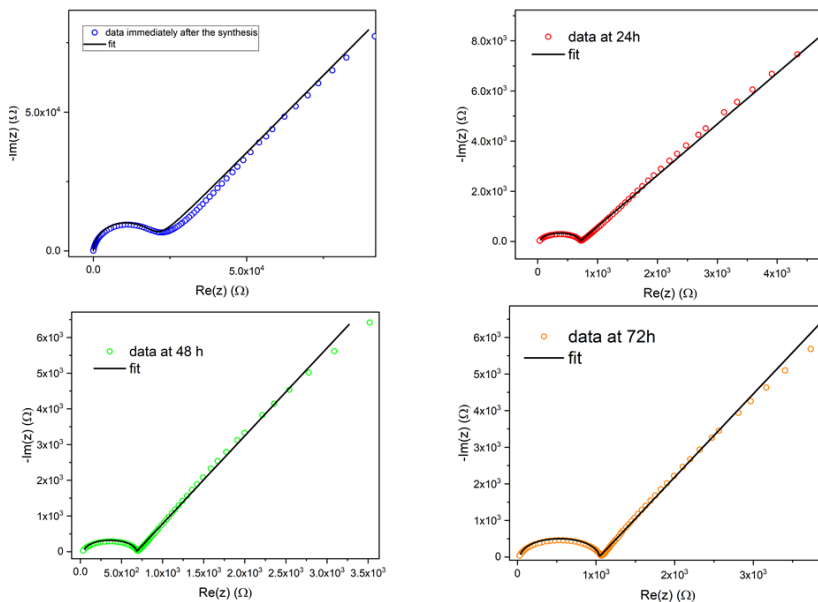 data immediately after the synthesis
fit
5.0x10⁴
0.0
-Im(z) (Ω)
0.0
5.0x10⁴
Re(z) (Ω)
data at 24h
fit
8.0x10³
6.0x10³
4.0x10³
2.0x10³
0.0
-Im(z) (Ω)
0
1x10³
2x10³
3x10³
4x10³
Re(z) (Ω)
data at 48 h
fit
6x10³
5x10³
4x10³
3x10³
2x10³
1x10³
0
-Im(z) (Ω)
0.0
5.0x10²
1.0x10³
1.5x10³
2.0x10³
2.5x10³
3.0x10³
3.5x10³
Re(z) (Ω)
data at 72h
fit
6x10³
5x10³
4x10³
3x10³
2x10³
1x10³
0
-Im(z) (Ω)
0
1x10³
2x10³
3x10³
Re(z) (Ω)